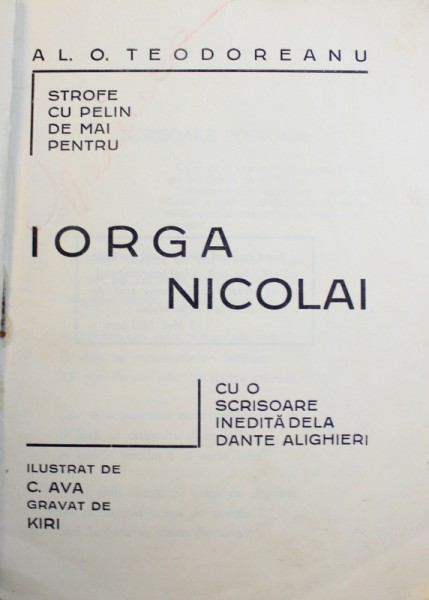 AL. O. TEODOREANU
STROFE
CU PELIN
DE MAI
PENTRU
IORGA
NICOLAI
CU O
SCRISOARE
INEDITĂ DELA
DANTE ALIGHIERI
ILUSTRAT DE
C. AVA
GRAVAT DE
KIRI